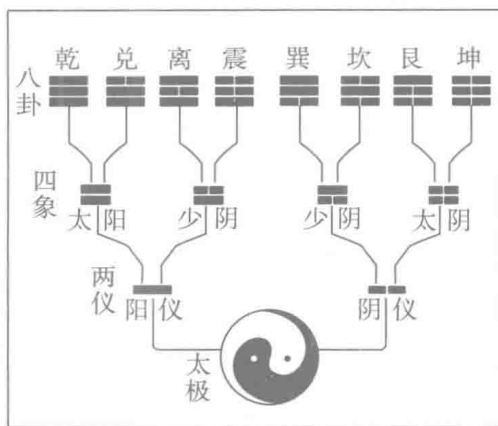 乾 兑 离 震 巽 坎 艮 坤
八卦
四象
太阳 少阴 少阴 太阴
两仪
阳仪 阴仪
太极